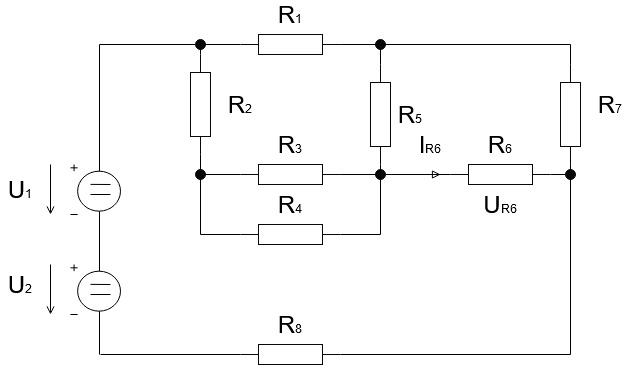 R1
R2
R5
R7
R3
IR6
R6
U1
+
−
R4
UR6
U2
+
−
R8